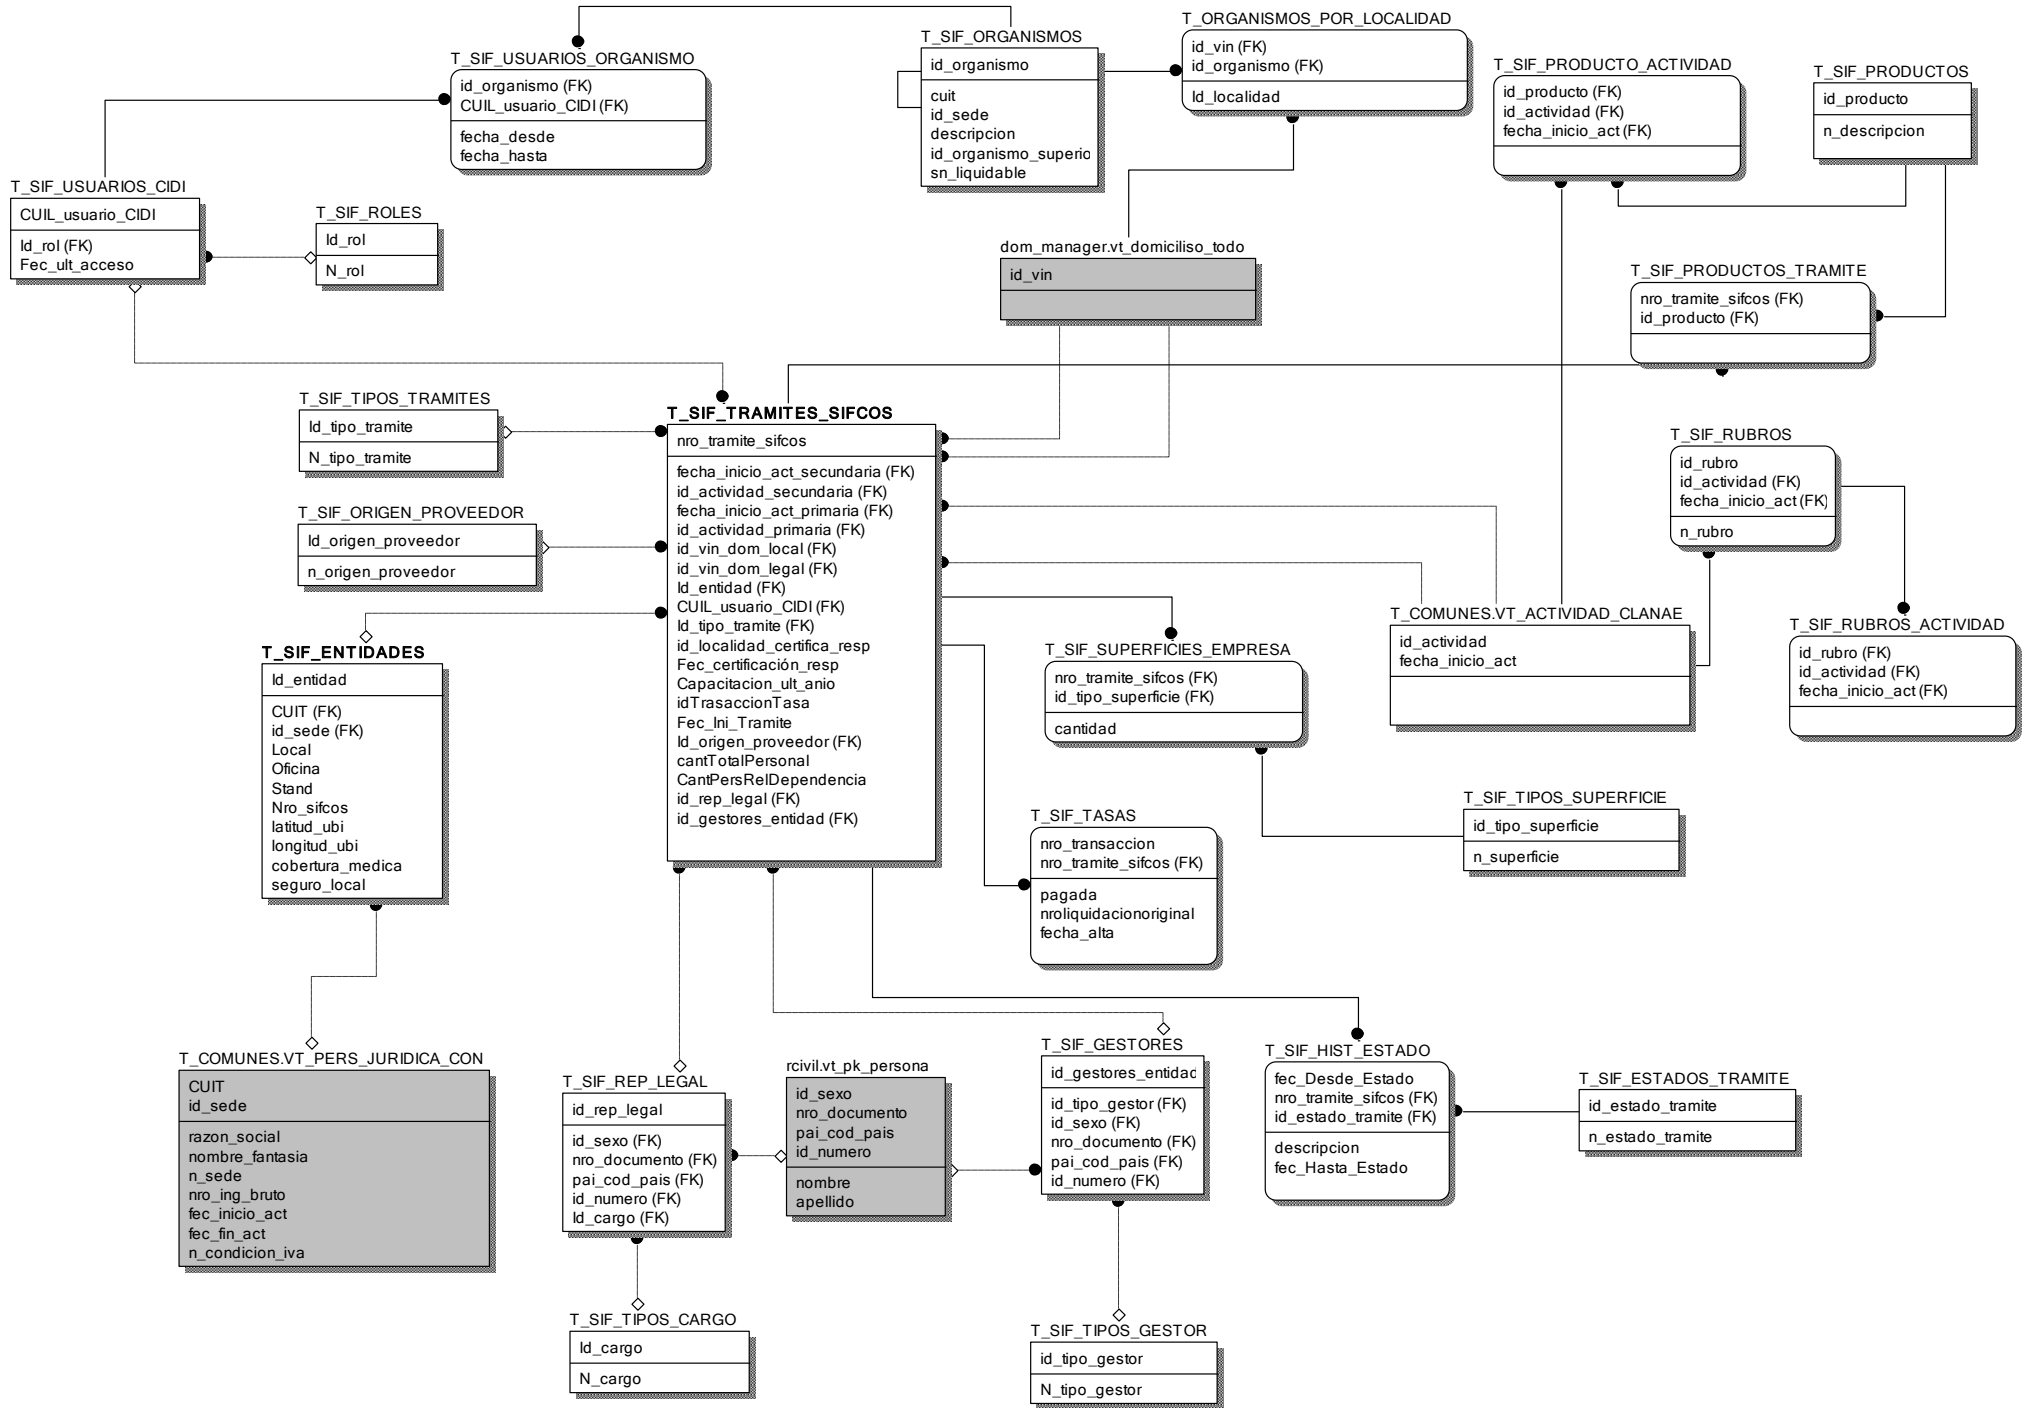 T_SIF_USUARIOS_ORGANISMO
id_organismo (FK)
CUIL_usuario_CIDI (FK)
fecha_desde
fecha_hasta
T_SIF_ORGANISMOS
id_organismo
cuit
id_sede
descripcion
id_organismo_superio
sn_liquidable
T_ORGANISMOS_POR_LOCALIDAD
id_vin (FK)
id_organismo (FK)
Id_localidad
T_SIF_PRODUCTO_ACTIVIDAD
id_producto (FK)
id_actividad (FK)
fecha_inicio_act (FK)
T_SIF_PRODUCTOS
id_producto
n_descripcion
T_SIF_USUARIOS_CIDI
CUIL_usuario_CIDI
Id_rol (FK)
Fec_ult_acceso
T_SIF_ROLES
Id_rol
N_rol
dom_manager.vt_domiciliso_todo
id_vin
T_SIF_PRODUCTOS_TRAMITE
nro_tramite_sifcos (FK)
id_producto (FK)
T_SIF_TIPOS_TRAMITES
Id_tipo_tramite
N_tipo_tramite
T_SIF_ORIGEN_PROVEEDOR
Id_origen_proveedor
n_origen_proveedor
T_SIF_TRAMITES_SIFCOS
nro_tramite_sifcos
fecha_inicio_act_secundaria (FK)
id_actividad_secundaria (FK)
fecha_inicio_act_primaria (FK)
id_actividad_primaria (FK)
id_vin_dom_local (FK)
id_vin_dom_legal (FK)
Id_entidad (FK)
CUIL_usuario_CIDI (FK)
Id_tipo_tramite (FK)
id_localidad_certifica_resp
Fec_certificación_resp
Capacitacion_ult_anio
idTrasaccionTasa
Fec_Ini_Tramite
Id_origen_proveedor (FK)
cantTotalPersonal
CantPersRelDependencia
id_rep_legal (FK)
id_gestores_entidad (FK)
T_SIF_RUBROS
id_rubro
id_actividad (FK)
fecha_inicio_act (FK)
n_rubro
T_COMUNES.VT_ACTIVIDAD_CLANAE
id_actividad
fecha_inicio_act
T_SIF_RUBROS_ACTIVIDAD
id_rubro (FK)
id_actividad (FK)
fecha_inicio_act (FK)
T_SIF_ENTIDADES
Id_entidad
CUIT (FK)
id_sede (FK)
Local
Oficina
Stand
Nro_sifcos
latitud_ubi
longitud_ubi
cobertura_medica
seguro_local
T_SIF_SUPERFICIES_EMPRESA
nro_tramite_sifcos (FK)
id_tipo_superficie (FK)
cantidad
T_SIF_TIPOS_SUPERFICIE
id_tipo_superficie
n_superficie
T_SIF_TASAS
nro_transaccion
nro_tramite_sifcos (FK)
pagada
nroliquidacionoriginal
fecha_alta
T_COMUNES.VT_PERS_JURIDICA_CON
CUIT
id_sede
razon_social
nombre_fantasia
n_sede
nro_ing_bruto
fec_inicio_act
fec_fin_act
n_condicion_iva
T_SIF_REP_LEGAL
id_rep_legal
id_sexo (FK)
nro_documento (FK)
pai_cod_pais (FK)
id_numero (FK)
Id_cargo (FK)
rcivil.vt_pk_persona
id_sexo
nro_documento
pai_cod_pais
id_numero
nombre
apellido
T_SIF_GESTORES
id_gestores_entidad
id_tipo_gestor (FK)
id_sexo (FK)
nro_documento (FK)
pai_cod_pais (FK)
id_numero (FK)
T_SIF_HIST_ESTADO
fec_Desde_Estado
nro_tramite_sifcos (FK)
id_estado_tramite (FK)
descripcion
fec_Hasta_Estado
T_SIF_ESTADOS_TRAMITE
id_estado_tramite
n_estado_tramite
T_SIF_TIPOS_CARGO
Id_cargo
N_cargo
T_SIF_TIPOS_GESTOR
id_tipo_gestor
N_tipo_gestor